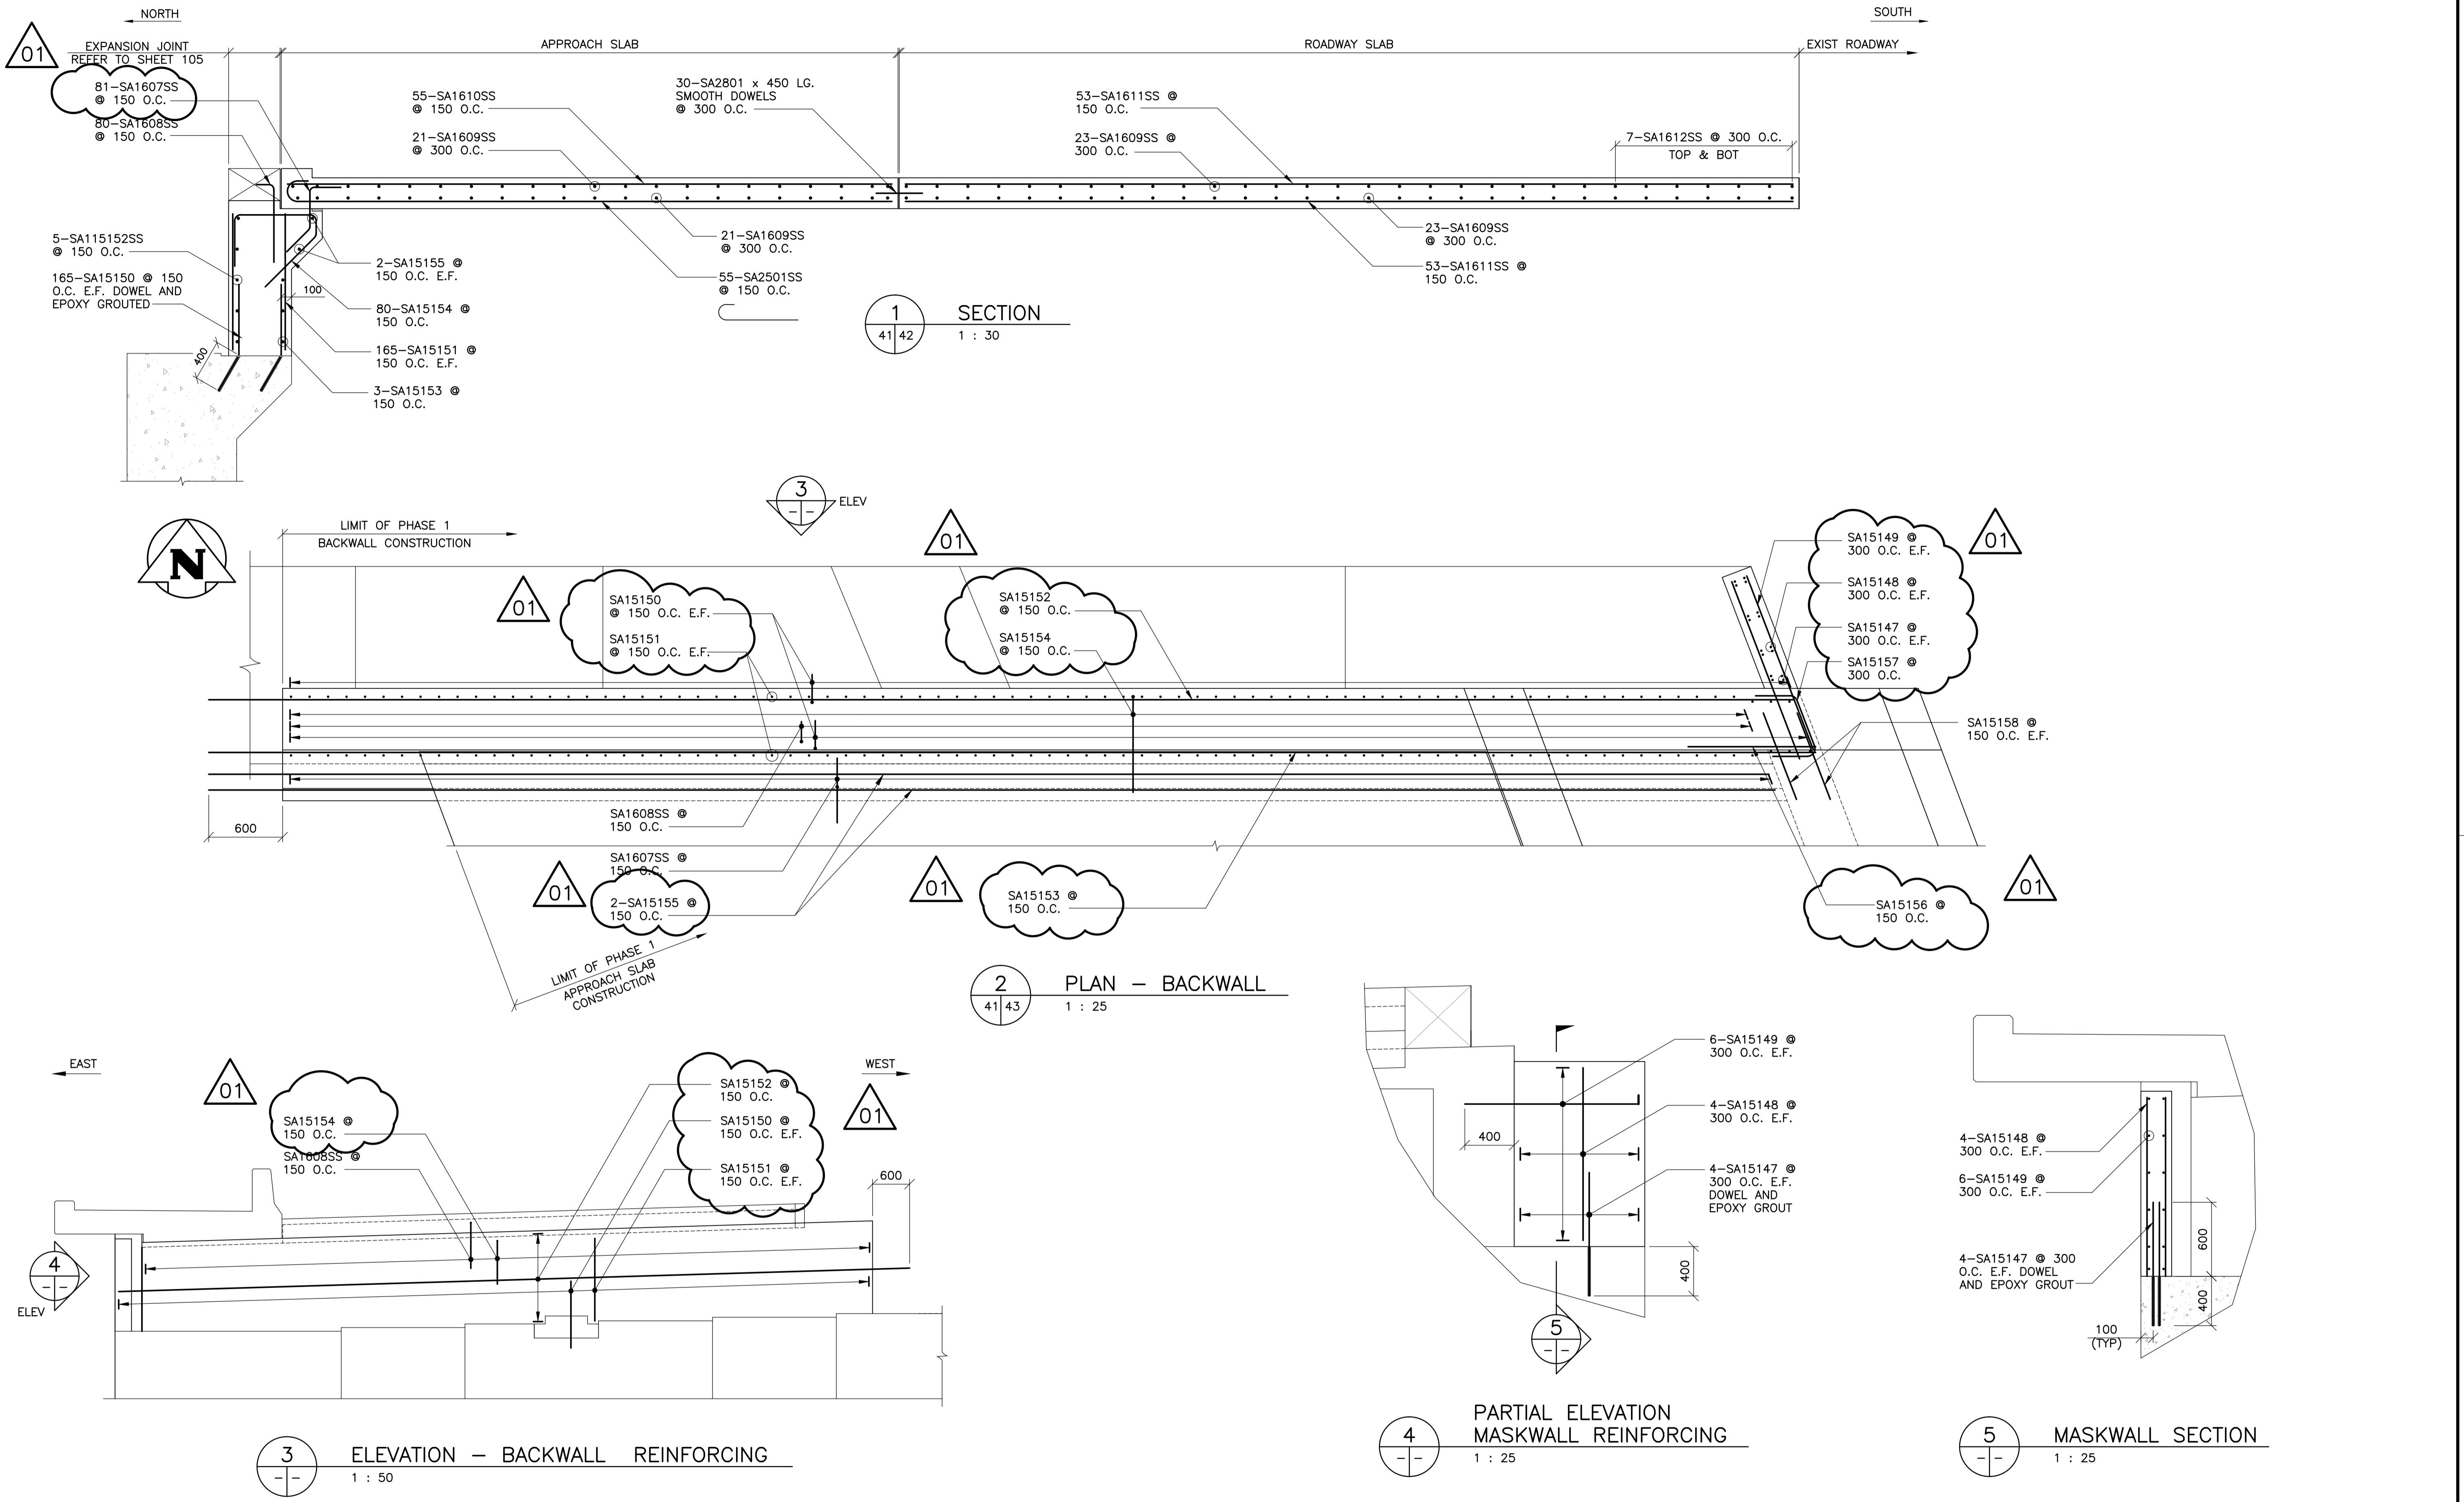 NORTH
SOUTH
01
EXPANSION JOINT
REFER TO SHEET 105
APPROACH SLAB
ROADWAY SLAB
EXIST ROADWAY
81-SA1607SS
@ 150 O.C.
80-SA1608SS
@ 150 O.C.
55-SA1610SS
@ 150 O.C.
21-SA1609SS
@ 300 O.C.
30-SA2801 x 450 LG.
SMOOTH DOWELS
@ 300 O.C.
53-SA1611SS @
150 O.C.
23-SA1609SS @
300 O.C.
7-SA1612SS @ 300 O.C.
TOP & BOT
5-SA115152SS
@ 150 O.C.
165-SA15150 @ 150
O.C. E.F. DOWEL AND
EPOXY GROUTED
400
100
2-SA15155 @
150 O.C. E.F.
80-SA15154 @
150 O.C.
165-SA15151 @
150 O.C. E.F.
3-SA15153 @
150 O.C.
21-SA1609SS
@ 300 O.C.
55-SA2501SS
@ 150 O.C.
23-SA1609SS
@ 300 O.C.
53-SA1611SS @
150 O.C.
1
41 42
SECTION
1 : 30
N
LIMIT OF PHASE 1
BACKWALL CONSTRUCTION
3
--
ELEV
01
SA15150
@ 150 O.C. E.F.
SA15151
@ 150 O.C. E.F.
01
SA15152
@ 150 O.C.
SA15154
@ 150 O.C.
SA15149 @
300 O.C. E.F.
SA15148 @
300 O.C. E.F.
SA15147 @
300 O.C. E.F.
SA15157 @
300 O.C.
01
SA15158 @
150 O.C. E.F.
600
SA1608SS @
150 O.C.
SA1607SS @
150 O.C.
01
2-SA15155 @
150 O.C.
01
SA15153 @
150 O.C.
SA15156 @
150 O.C.
01
LIMIT OF PHASE 1
APPROACH SLAB
CONSTRUCTION
2
41 43
PLAN - BACKWALL
1 : 25
EAST
WEST
01
SA15154 @
150 O.C.
SA1608SS @
150 O.C.
SA15152 @
150 O.C.
SA15150 @
150 O.C. E.F.
SA15151 @
150 O.C. E.F.
01
600
4
--
ELEV
3
--
ELEVATION - BACKWALL REINFORCING
1 : 50
6-SA15149 @
300 O.C. E.F.
4-SA15148 @
300 O.C. E.F.
4-SA15147 @
300 O.C. E.F.
DOWEL AND
EPOXY GROUT
400
400
5
--
4
--
PARTIAL ELEVATION
MASKWALL REINFORCING
1 : 25
4-SA15148 @
300 O.C. E.F.
6-SA15149 @
300 O.C. E.F.
4-SA15147 @ 300
O.C. E.F. DOWEL
AND EPOXY GROUT
600
400
100
(TYP)
5
--
MASKWALL SECTION
1 : 25